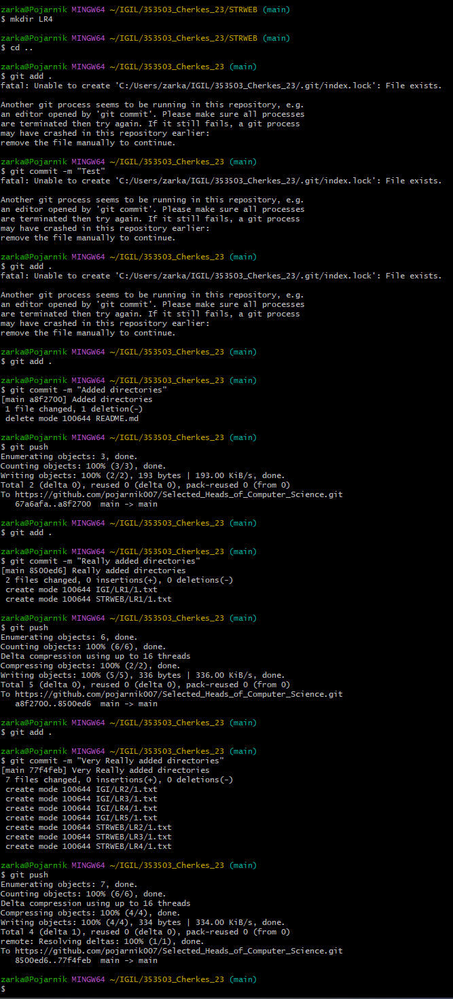 zarka@Pojarnik MINGW64 ~/IGIL/353503_Cherkes_23/STRWEB (main)
$ mkdir LR4
zarka@Pojarnik MINGW64 ~/IGIL/353503_Cherkes_23/STRWEB (main)
$ cd ..
zarka@Pojarnik MINGW64 ~/IGIL/353503_Cherkes_23 (main)
$ git add .
fatal: Unable to create 'C:/Users/zarka/IGIL/353503_Cherkes_23/.git/index.lock': File exists.
Another git process seems to be running in this repository, e.g.
an editor opened by 'git commit'. Please make sure all processes
are terminated then try again. If it still fails, a git process
may have crashed in this repository earlier:
remove the file manually to continue.
zarka@Pojarnik MINGW64 ~/IGIL/353503_Cherkes_23 (main)
$ git commit -m "Test"
fatal: Unable to create 'C:/Users/zarka/IGIL/353503_Cherkes_23/.git/index.lock': File exists.
Another git process seems to be running in this repository, e.g.
an editor opened by 'git commit'. Please make sure all processes
are terminated then try again. If it still fails, a git process
may have crashed in this repository earlier:
remove the file manually to continue.
zarka@Pojarnik MINGW64 ~/IGIL/353503_Cherkes_23 (main)
$ git add .
fatal: Unable to create 'C:/Users/zarka/IGIL/353503_Cherkes_23/.git/index.lock': File exists.
Another git process seems to be running in this repository, e.g.
an editor opened by 'git commit'. Please make sure all processes
are terminated then try again. If it still fails, a git process
may have crashed in this repository earlier:
remove the file manually to continue.
zarka@Pojarnik MINGW64 ~/IGIL/353503_Cherkes_23 (main)
$ git add .
zarka@Pojarnik MINGW64 ~/IGIL/353503_Cherkes_23 (main)
$ git commit -m "Added directories"
[main a8f2700] Added directories
 1 file changed, 1 deletion(-)
 delete mode 100644 README.md
zarka@Pojarnik MINGW64 ~/IGIL/353503_Cherkes_23 (main)
$ git push
Enumerating objects: 3, done.
Counting objects: 100% (3/3), done.
Writing objects: 100% (2/2), 193 bytes | 193.00 KiB/s, done.
Total 2 (delta 0), reused 0 (delta 0), pack-reused 0 (from 0)
To https://github.com/pojarnik007/Selected_Heads_of_Computer_Science.git
   67a6afa..a8f2700  main -> main
zarka@Pojarnik MINGW64 ~/IGIL/353503_Cherkes_23 (main)
$ git add .
zarka@Pojarnik MINGW64 ~/IGIL/353503_Cherkes_23 (main)
$ git commit -m "Really added directories"
[main 8500ed6] Really added directories
 2 files changed, 0 insertions(+), 0 deletions(-)
 create mode 100644 IGI/LR1/1.txt
 create mode 100644 STRWEB/LR1/1.txt
zarka@Pojarnik MINGW64 ~/IGIL/353503_Cherkes_23 (main)
$ git push
Enumerating objects: 6, done.
Counting objects: 100% (6/6), done.
Delta compression using up to 16 threads
Compressing objects: 100% (2/2), done.
Writing objects: 100% (5/5), 336 bytes | 336.00 KiB/s, done.
Total 5 (delta 0), reused 0 (delta 0), pack-reused 0 (from 0)
To https://github.com/pojarnik007/Selected_Heads_of_Computer_Science.git
   a8f2700..8500ed6  main -> main
zarka@Pojarnik MINGW64 ~/IGIL/353503_Cherkes_23 (main)
$ git add .
zarka@Pojarnik MINGW64 ~/IGIL/353503_Cherkes_23 (main)
$ git commit -m "Very Really added directories"
[main 77f4feb] Very Really added directories
 7 files changed, 0 insertions(+), 0 deletions(-)
 create mode 100644 IGI/LR2/1.txt
 create mode 100644 IGI/LR3/1.txt
 create mode 100644 IGI/LR4/1.txt
 create mode 100644 IGI/LR5/1.txt
 create mode 100644 STRWEB/LR2/1.txt
 create mode 100644 STRWEB/LR3/1.txt
 create mode 100644 STRWEB/LR4/1.txt
zarka@Pojarnik MINGW64 ~/IGIL/353503_Cherkes_23 (main)
$ git push
Enumerating objects: 7, done.
Counting objects: 100% (6/6), done.
Delta compression using up to 16 threads
Compressing objects: 100% (4/4), done.
Writing objects: 100% (4/4), 334 bytes | 334.00 KiB/s, done.
Total 4 (delta 1), reused 0 (delta 0), pack-reused 0 (from 0)
remote: Resolving deltas: 100% (1/1), done.
To https://github.com/pojarnik007/Selected_Heads_of_Computer_Science.git
   8500ed6..77f4feb  main -> main
zarka@Pojarnik MINGW64 ~/IGIL/353503_Cherkes_23 (main)
$